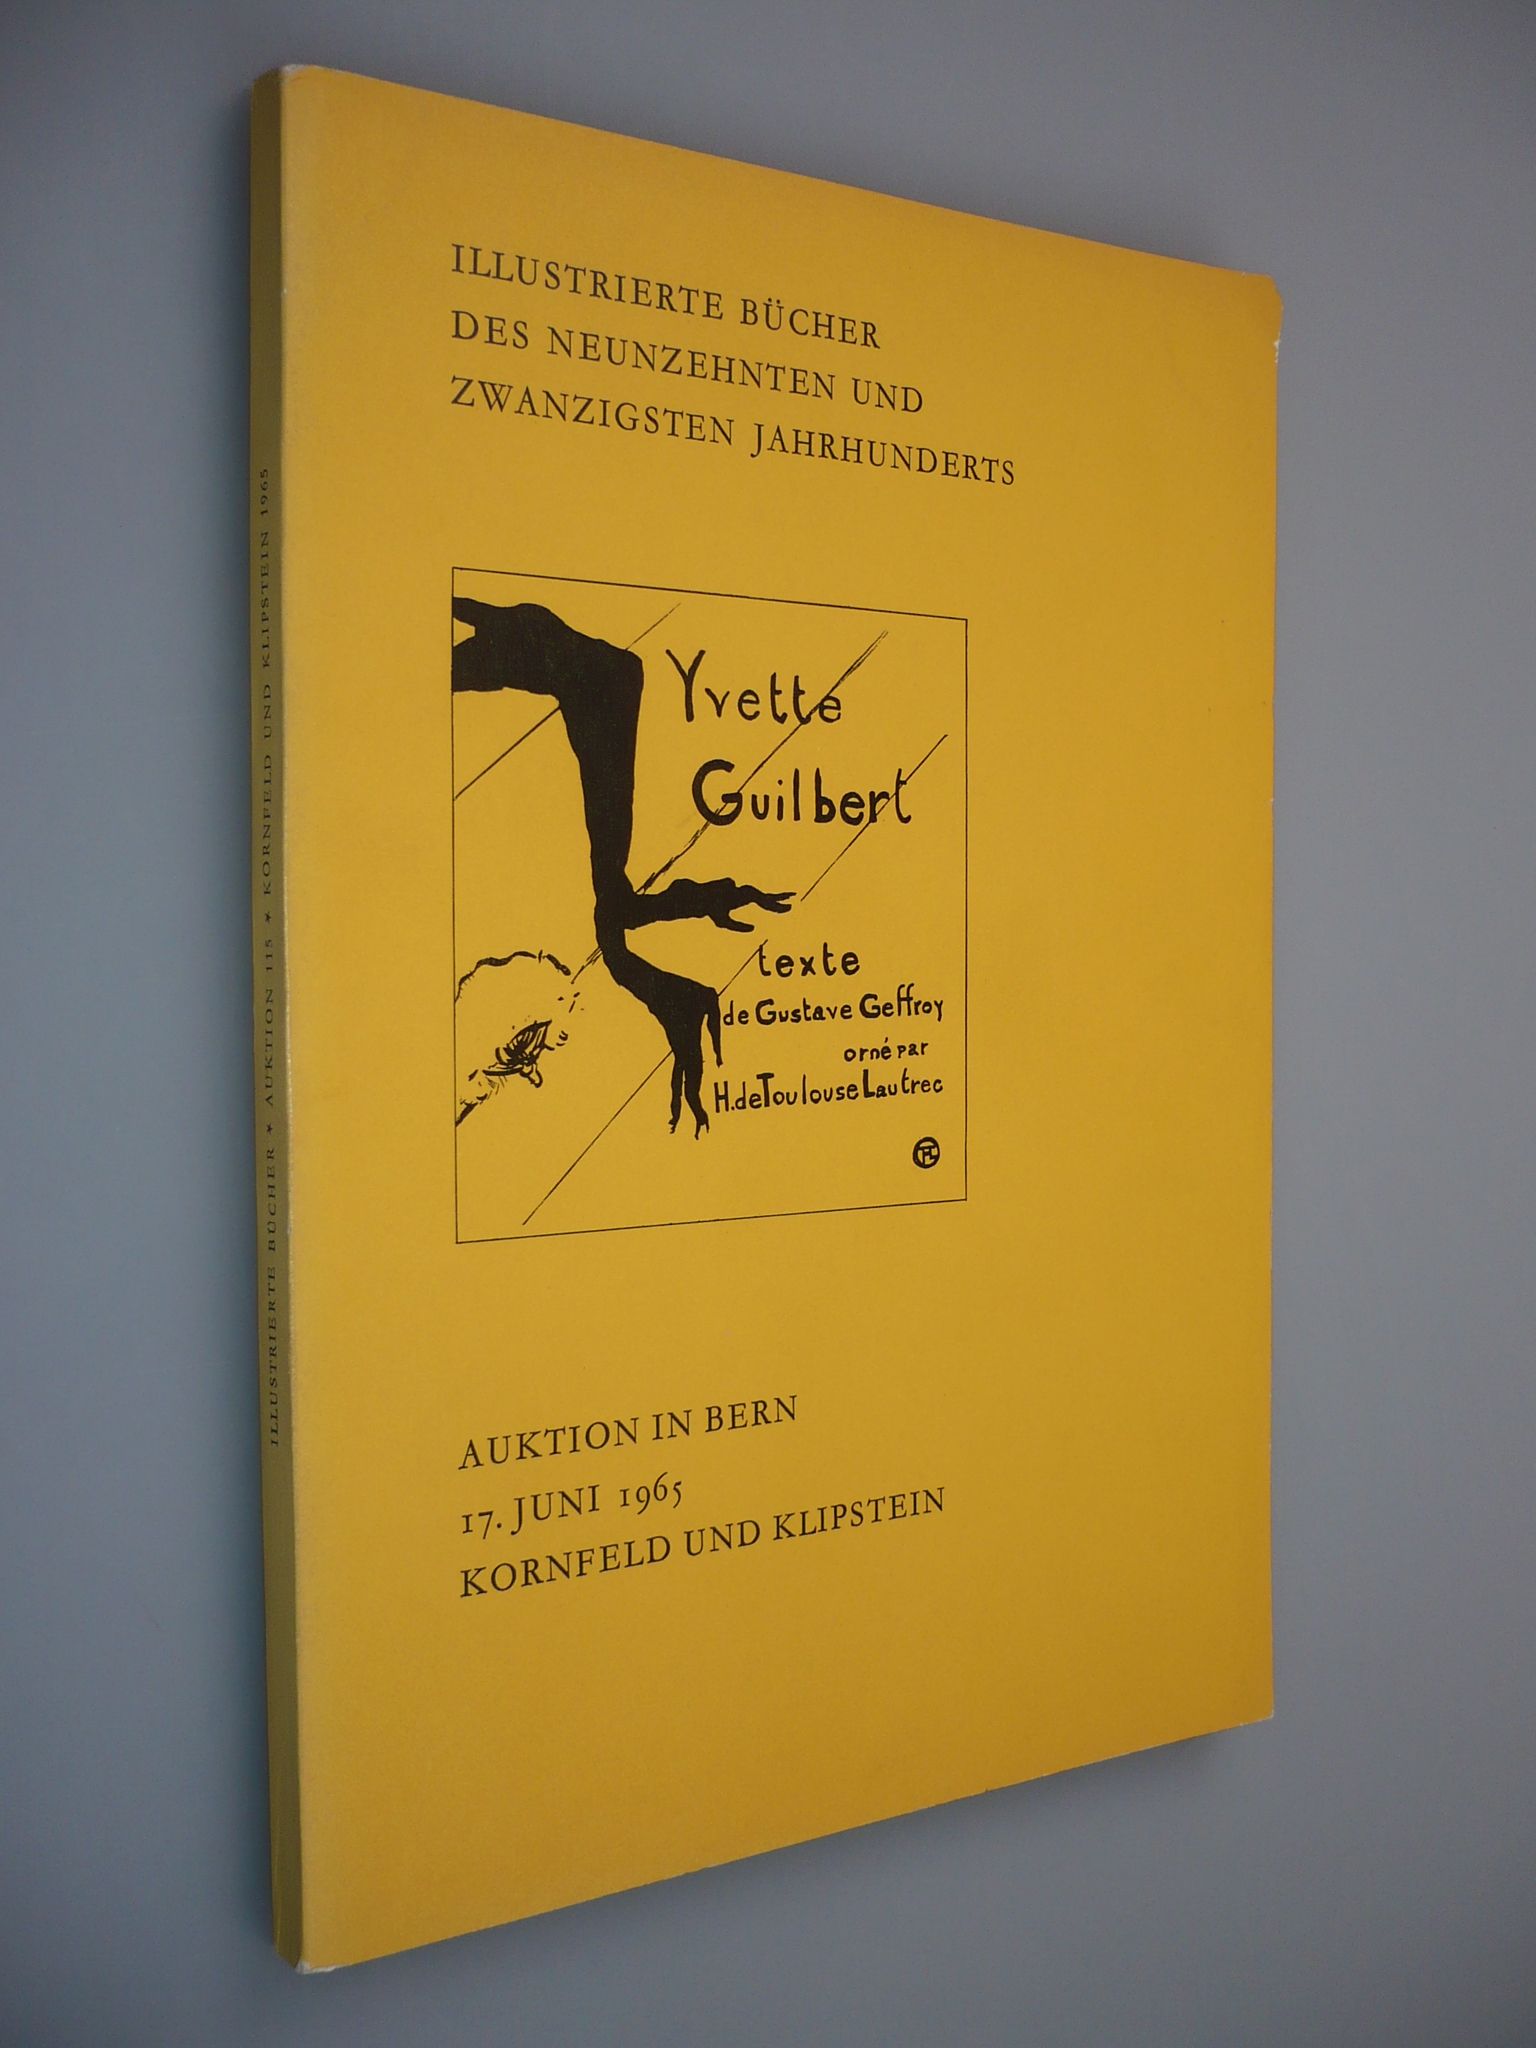 ILLUSTRIERTE BÜCHER
DES NEUNZEHNTEN UND
ZWANZIGSTEN JAHRHUNDERTS
Yvette
Guilbert
texte
de Gustave Geffroy
orné par
H. de Toulouse Lautrec
AUKTION IN BERN
17. JUNI 1965
KORNFELD UND KLIPSTEIN
ILLUSTRIERTE BÜCHER ★ AUKTION 115 ★ KORNFELD UND KLIPSTEIN 1965